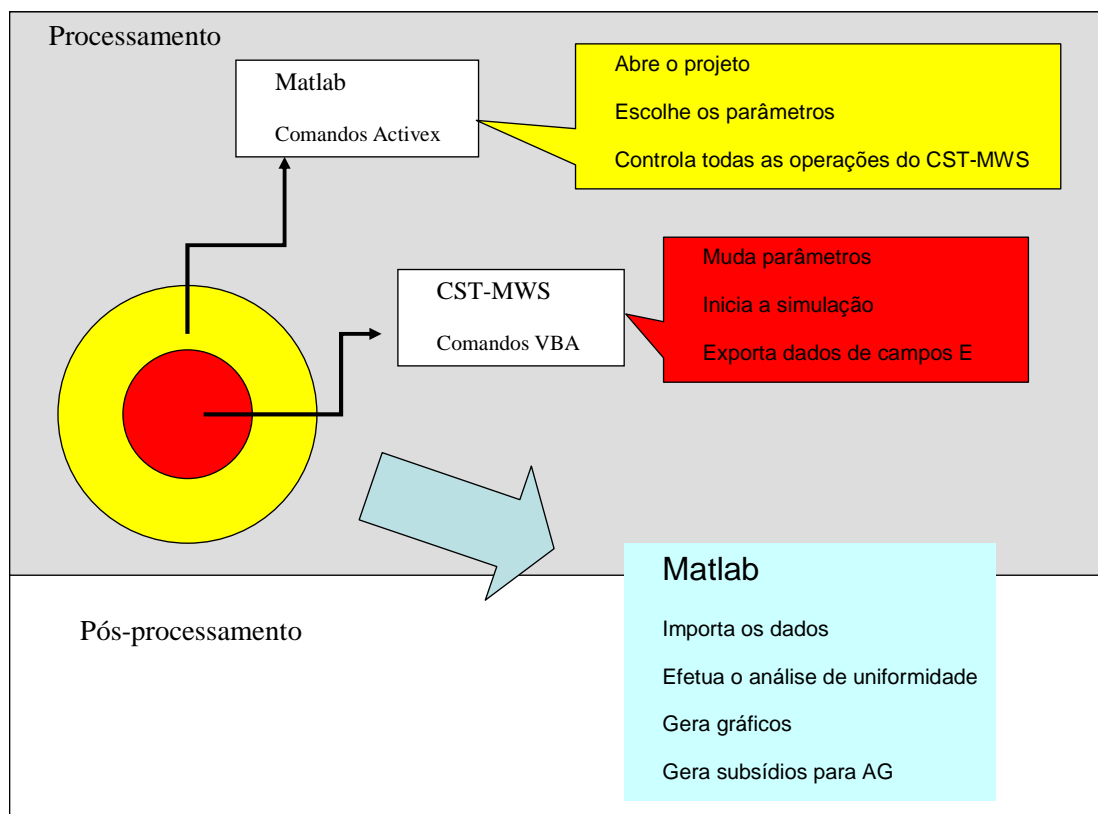 Processamento
Matlab
Comandos Activex
Abre o projeto
Escolhe os parâmetros
Controla todas as operações do CST-MWS
CST-MWS
Comandos VBA
Muda parâmetros
Inicia a simulação
Exporta dados de campos E
Pós-processamento
Matlab
Importa os dados
Efetua o análise de uniformidade
Gera gráficos
Gera subsídios para AG